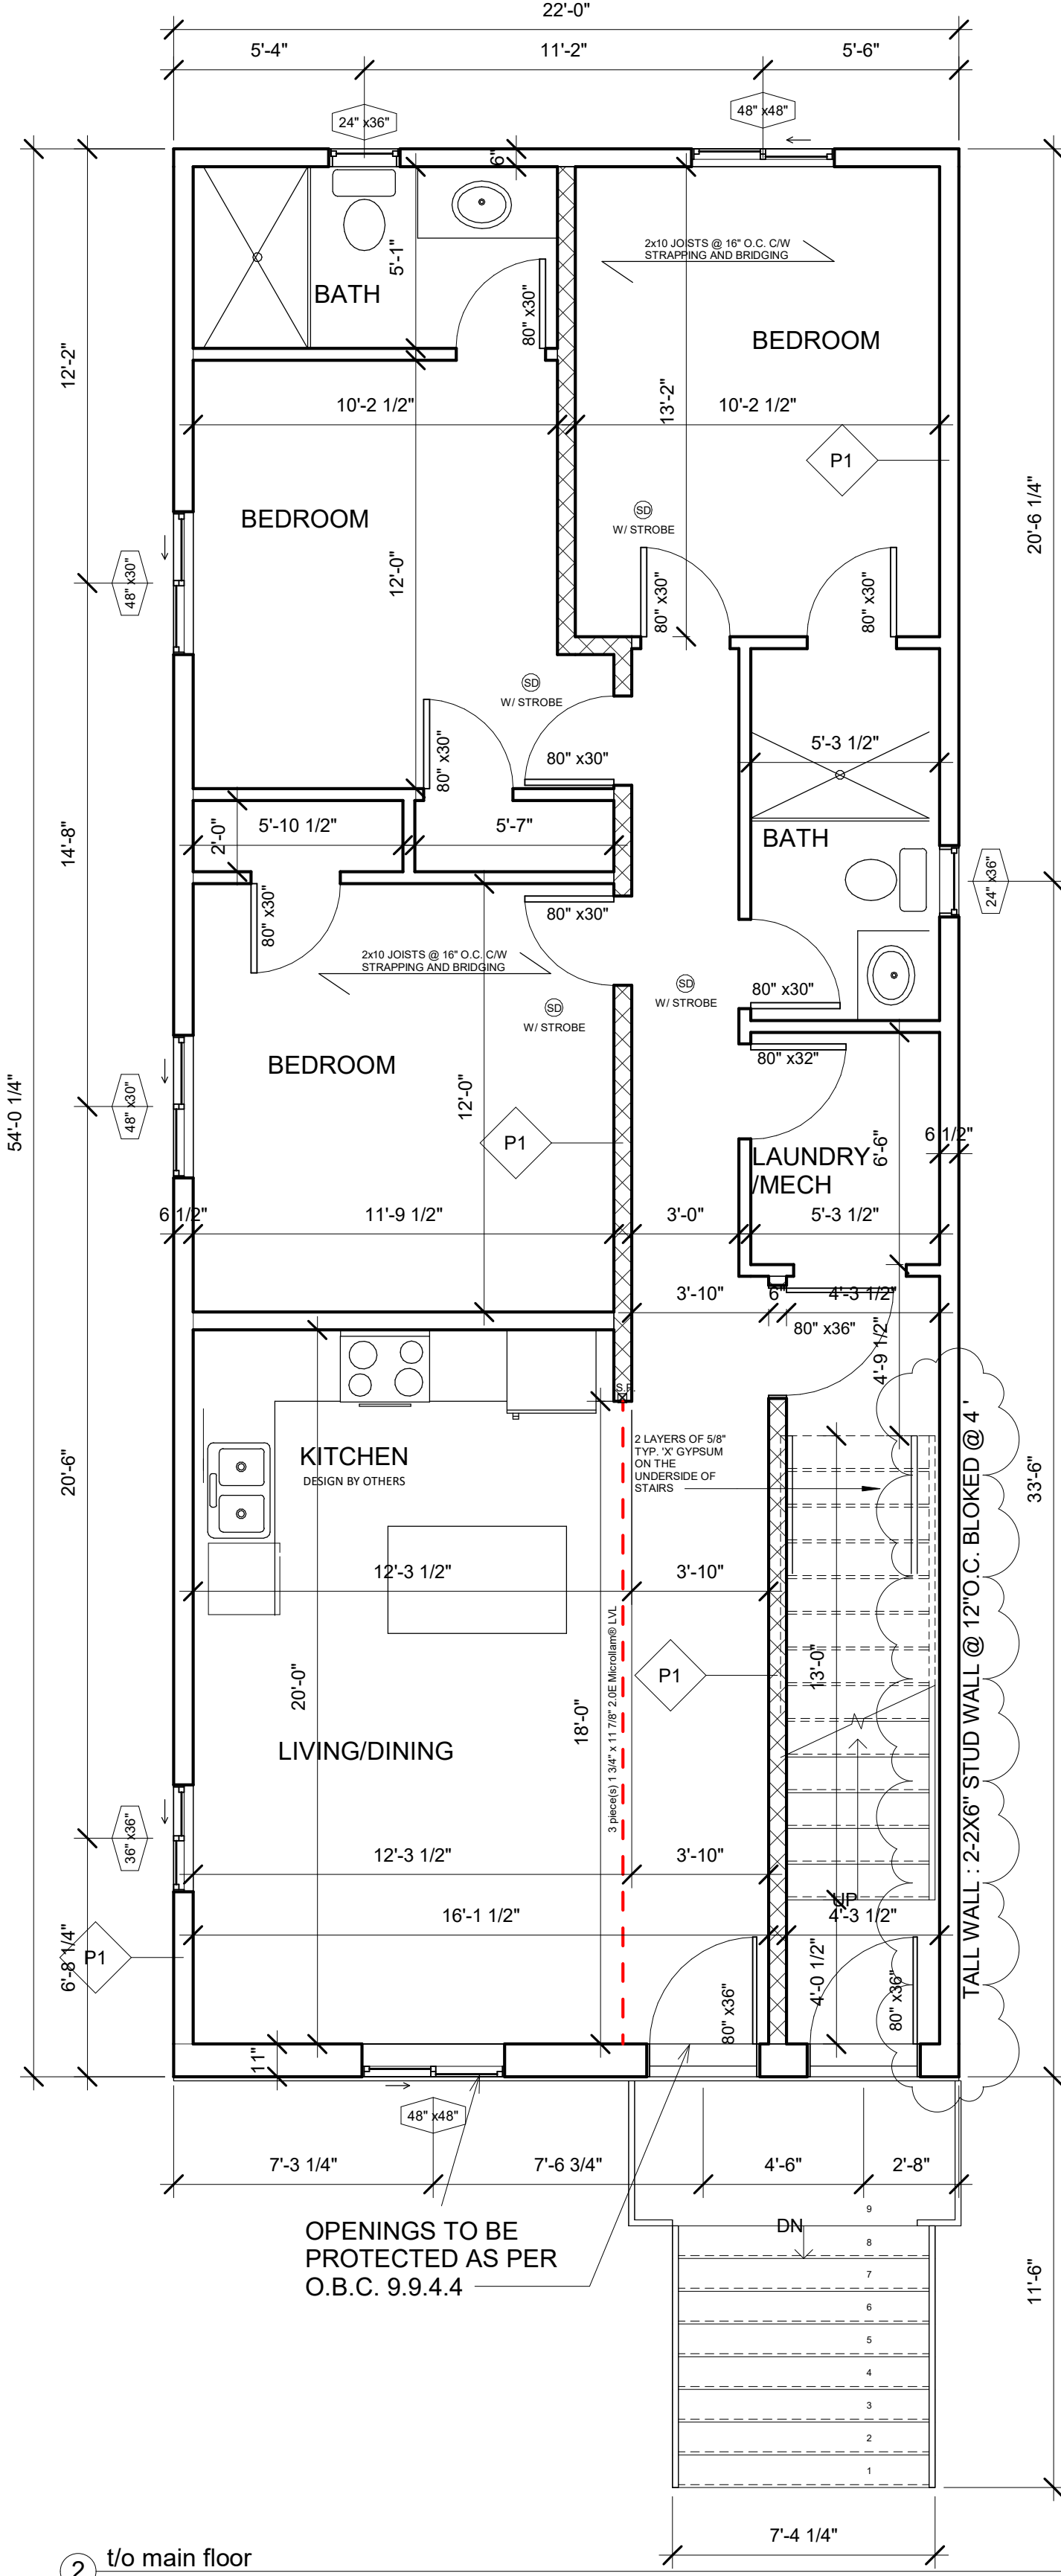 22'-0"
5'-4"
11'-2"
5'-6"
24" x36"
48" x48"
6"
5'-1"
BATH
80" x30"
2x10 JOISTS @ 16" O.C. C/W
STRAPPING AND BRIDGING
BEDROOM
12'-2"
13'-2"
10'-2 1/2"
10'-2 1/2"
P1
BEDROOM
20'-6 1/4"
SD
W/ STROBE
12'-0"
48" x30"
80" x30"
80" x30"
SD
W/ STROBE
80" x30"
80" x30"
5'-3 1/2"
14'-8"
2'-0"
5'-10 1/2"
5'-7"
BATH
24" x36"
80" x30"
80" x30"
2x10 JOISTS @ 16" O.C. C/W
STRAPPING AND BRIDGING
SD
W/ STROBE
SD
W/ STROBE
80" x30"
BEDROOM
80" x32"
54'-0 1/4"
48" x30"
12'-0"
P1
6'-6"
6 1/2"
LAUNDRY
/MECH
6 1/2"
11'-9 1/2"
3'-0"
5'-3 1/2"
3'-10"
6"
4'-3 1/2"
80" x36"
4'-9 1/2"
S.P.
KITCHEN
DESIGN BY OTHERS
2 LAYERS OF 5/8"
TYP. 'X' GYPSUM
ON THE
UNDERSIDE OF
STAIRS
20'-6"
33'-6"
12'-3 1/2"
3'-10"
TALL WALL : 2-2X6" STUD WALL @ 12"O.C. BLOKED @ 4 '
3 piece(s) 1 3/4" x 11 7/8" 2.0E Microllam® LVL
20'-0"
18'-0"
P1
13'-0"
LIVING/DINING
36" x36"
12'-3 1/2"
3'-10"
UP
16'-1 1/2"
4'-3 1/2"
P1
6'-8 1/4"
4'-0 1/2"
80" x36"
80" x36"
11"
48" x48"
7'-3 1/4"
7'-6 3/4"
4'-6"
2'-8"
OPENINGS TO BE
PROTECTED AS PER
O.B.C. 9.9.4.4
DN
9
8
7
6
5
4
3
2
1
11'-6"
7'-4 1/4"
2
t/o main floor